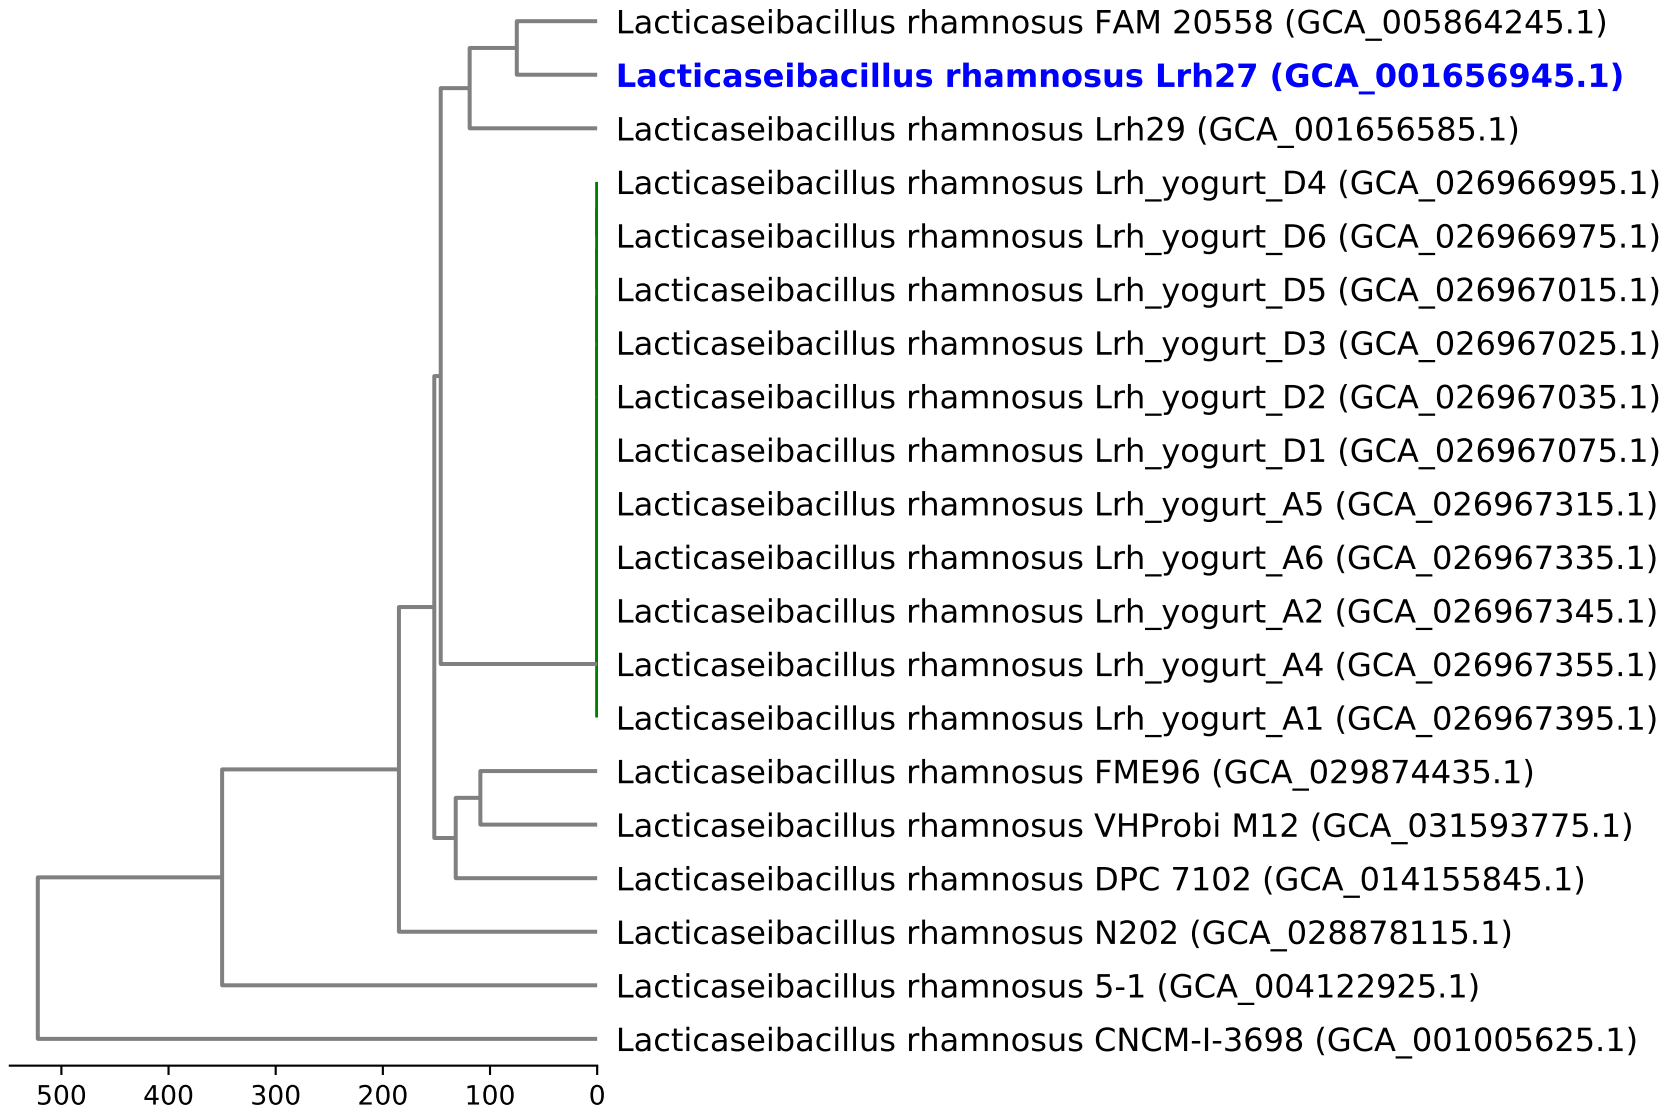 Lacticaseibacillus rhamnosus FAM 20558 (GCA_005864245.1)
Lacticaseibacillus rhamnosus Lrh27 (GCA_001656945.1)
Lacticaseibacillus rhamnosus Lrh29 (GCA_001656585.1)
Lacticaseibacillus rhamnosus Lrh_yogurt_D4 (GCA_026966995.1)
Lacticaseibacillus rhamnosus Lrh_yogurt_D6 (GCA_026966975.1)
Lacticaseibacillus rhamnosus Lrh_yogurt_D5 (GCA_026967015.1)
Lacticaseibacillus rhamnosus Lrh_yogurt_D3 (GCA_026967025.1)
Lacticaseibacillus rhamnosus Lrh_yogurt_D2 (GCA_026967035.1)
Lacticaseibacillus rhamnosus Lrh_yogurt_D1 (GCA_026967075.1)
Lacticaseibacillus rhamnosus Lrh_yogurt_A5 (GCA_026967315.1)
Lacticaseibacillus rhamnosus Lrh_yogurt_A6 (GCA_026967335.1)
Lacticaseibacillus rhamnosus Lrh_yogurt_A2 (GCA_026967345.1)
Lacticaseibacillus rhamnosus Lrh_yogurt_A4 (GCA_026967355.1)
Lacticaseibacillus rhamnosus Lrh_yogurt_A1 (GCA_026967395.1)
Lacticaseibacillus rhamnosus FME96 (GCA_029874435.1)
Lacticaseibacillus rhamnosus VHProbi M12 (GCA_031593775.1)
Lacticaseibacillus rhamnosus DPC 7102 (GCA_014155845.1)
Lacticaseibacillus rhamnosus N202 (GCA_028878115.1)
Lacticaseibacillus rhamnosus 5-1 (GCA_004122925.1)
Lacticaseibacillus rhamnosus CNCM-I-3698 (GCA_001005625.1)
500 400 300 200 100 0